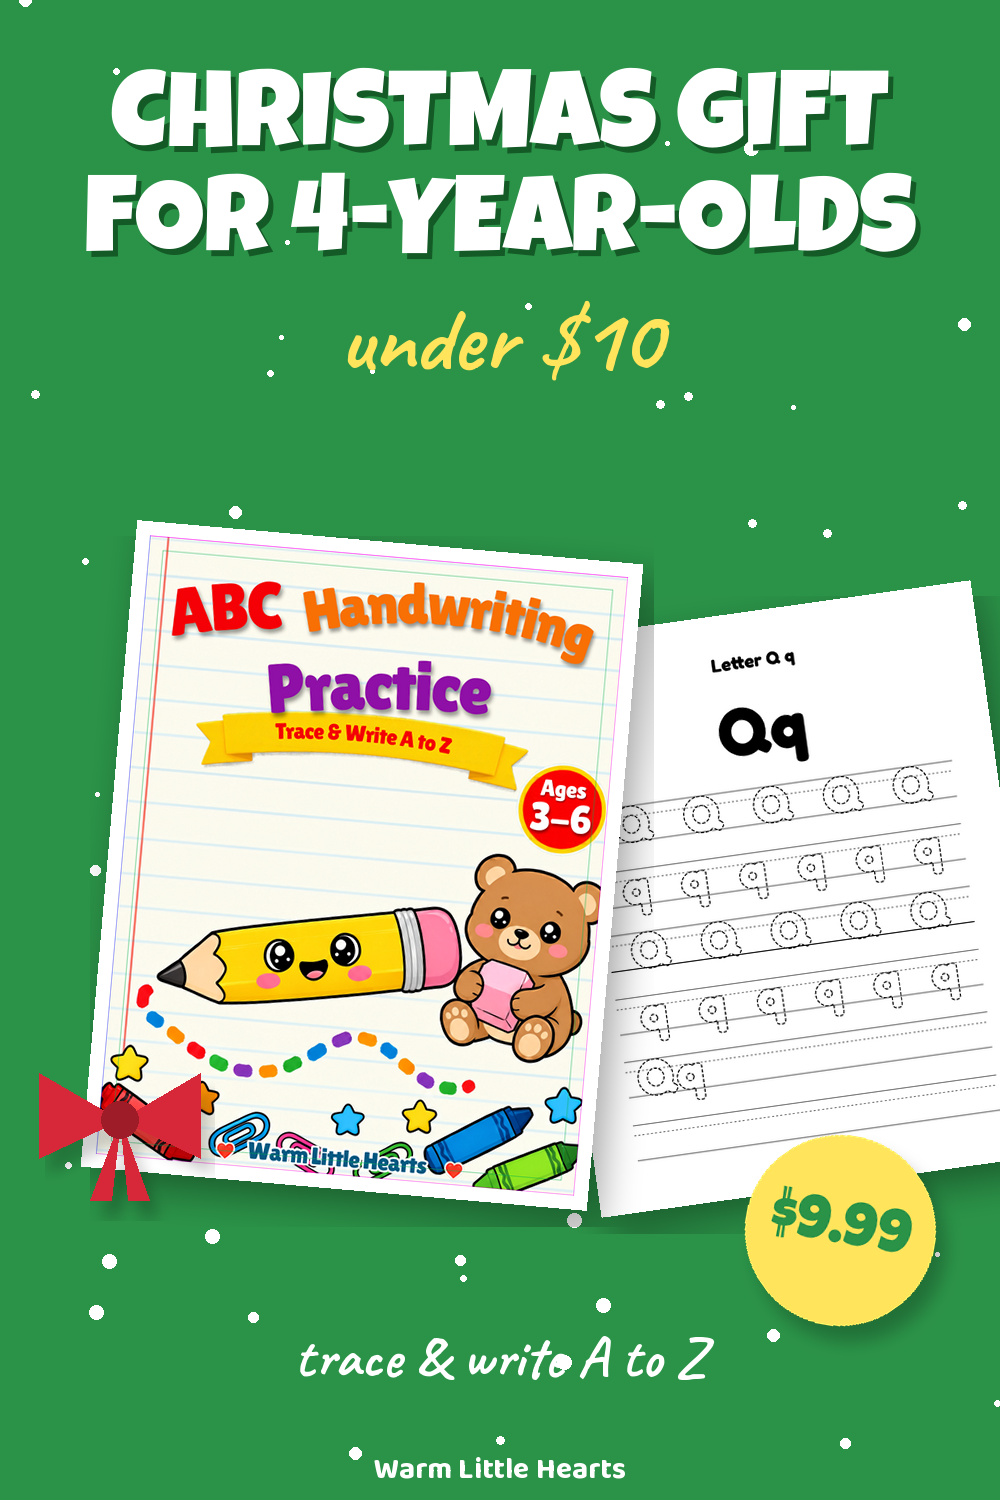 CHRISTMAS GIFT
FOR 4-YEAR-OLDS
under $10
ABC Handwriting
Practice
Trace & Write A to Z
Ages
3–6
Warm Little Hearts
Letter Q q
Qq
Q Q Q Q Q
q q q q q q
Q Q Q Q Q
q q q q q q
Qq
$9.99
trace & write A to Z
Warm Little Hearts